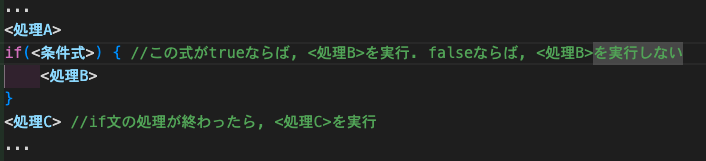 ...
<処理A>
if(<条件式>) { //この式がtrueならば, <処理B>を実行. falseならば, <処理B>を実行しない
<処理B>
}
<処理C> //if文の処理が終わったら, <処理C>を実行
...